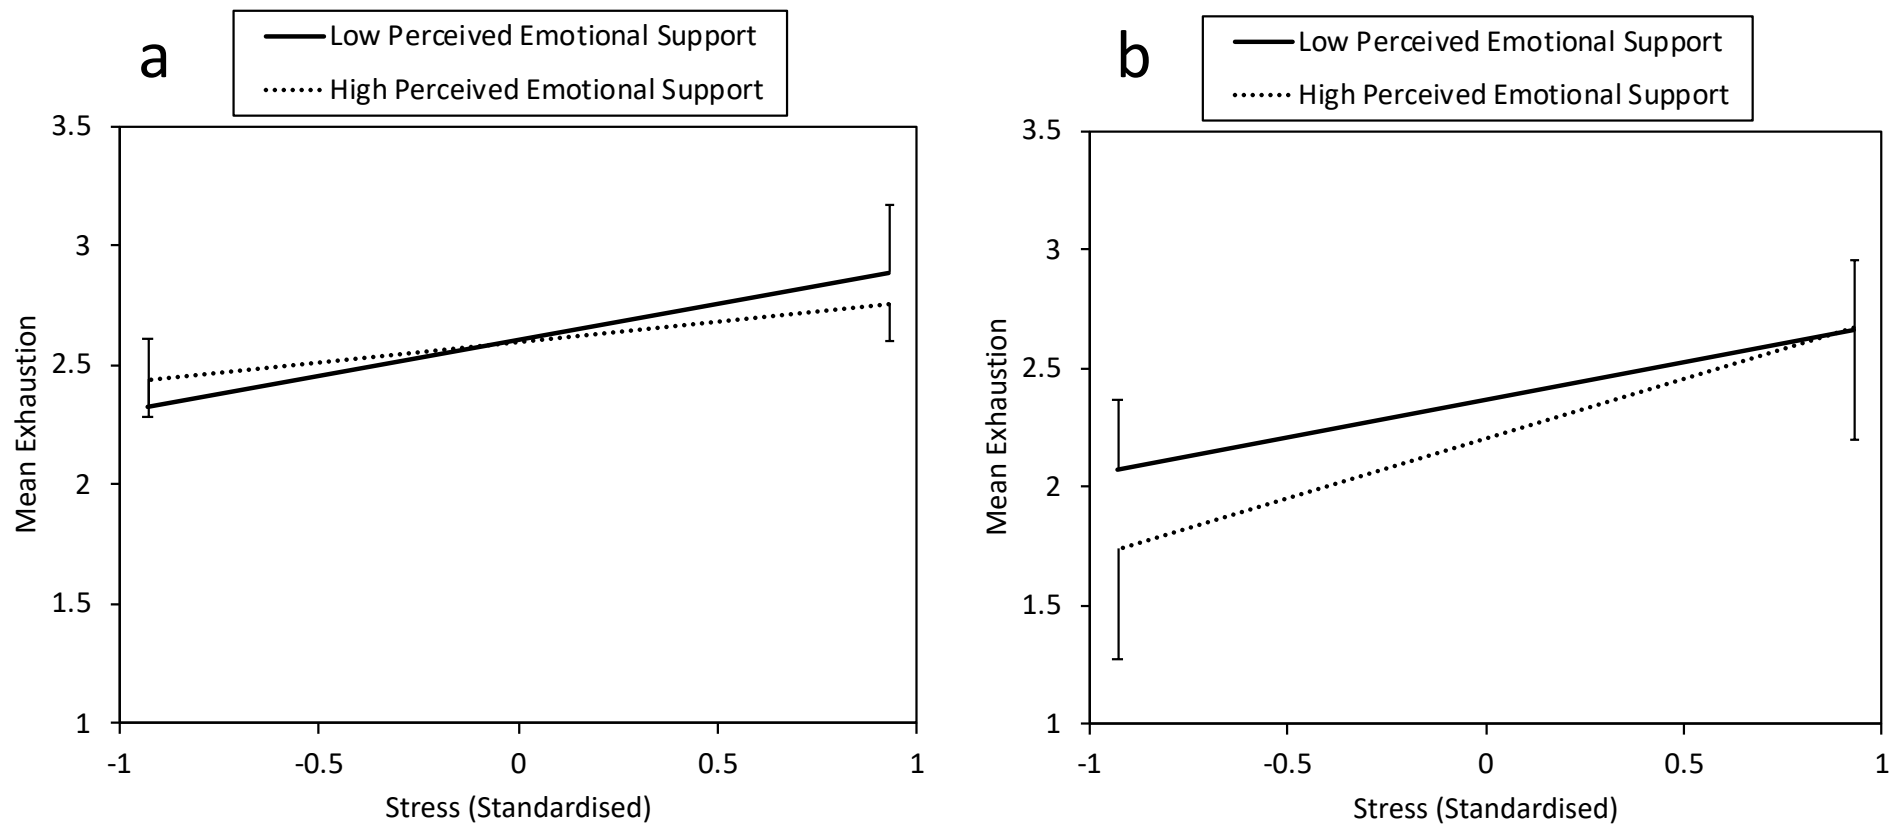 a
Low Perceived Emotional Support
High Perceived Emotional Support
3.5
3
2.5
2
1.5
1
-1
-0.5
0
0.5
1
Mean Exhaustion
Stress (Standardised)
b
Low Perceived Emotional Support
High Perceived Emotional Support
3.5
3
2.5
2
1.5
1
-1
-0.5
0
0.5
1
Mean Exhaustion
Stress (Standardised)